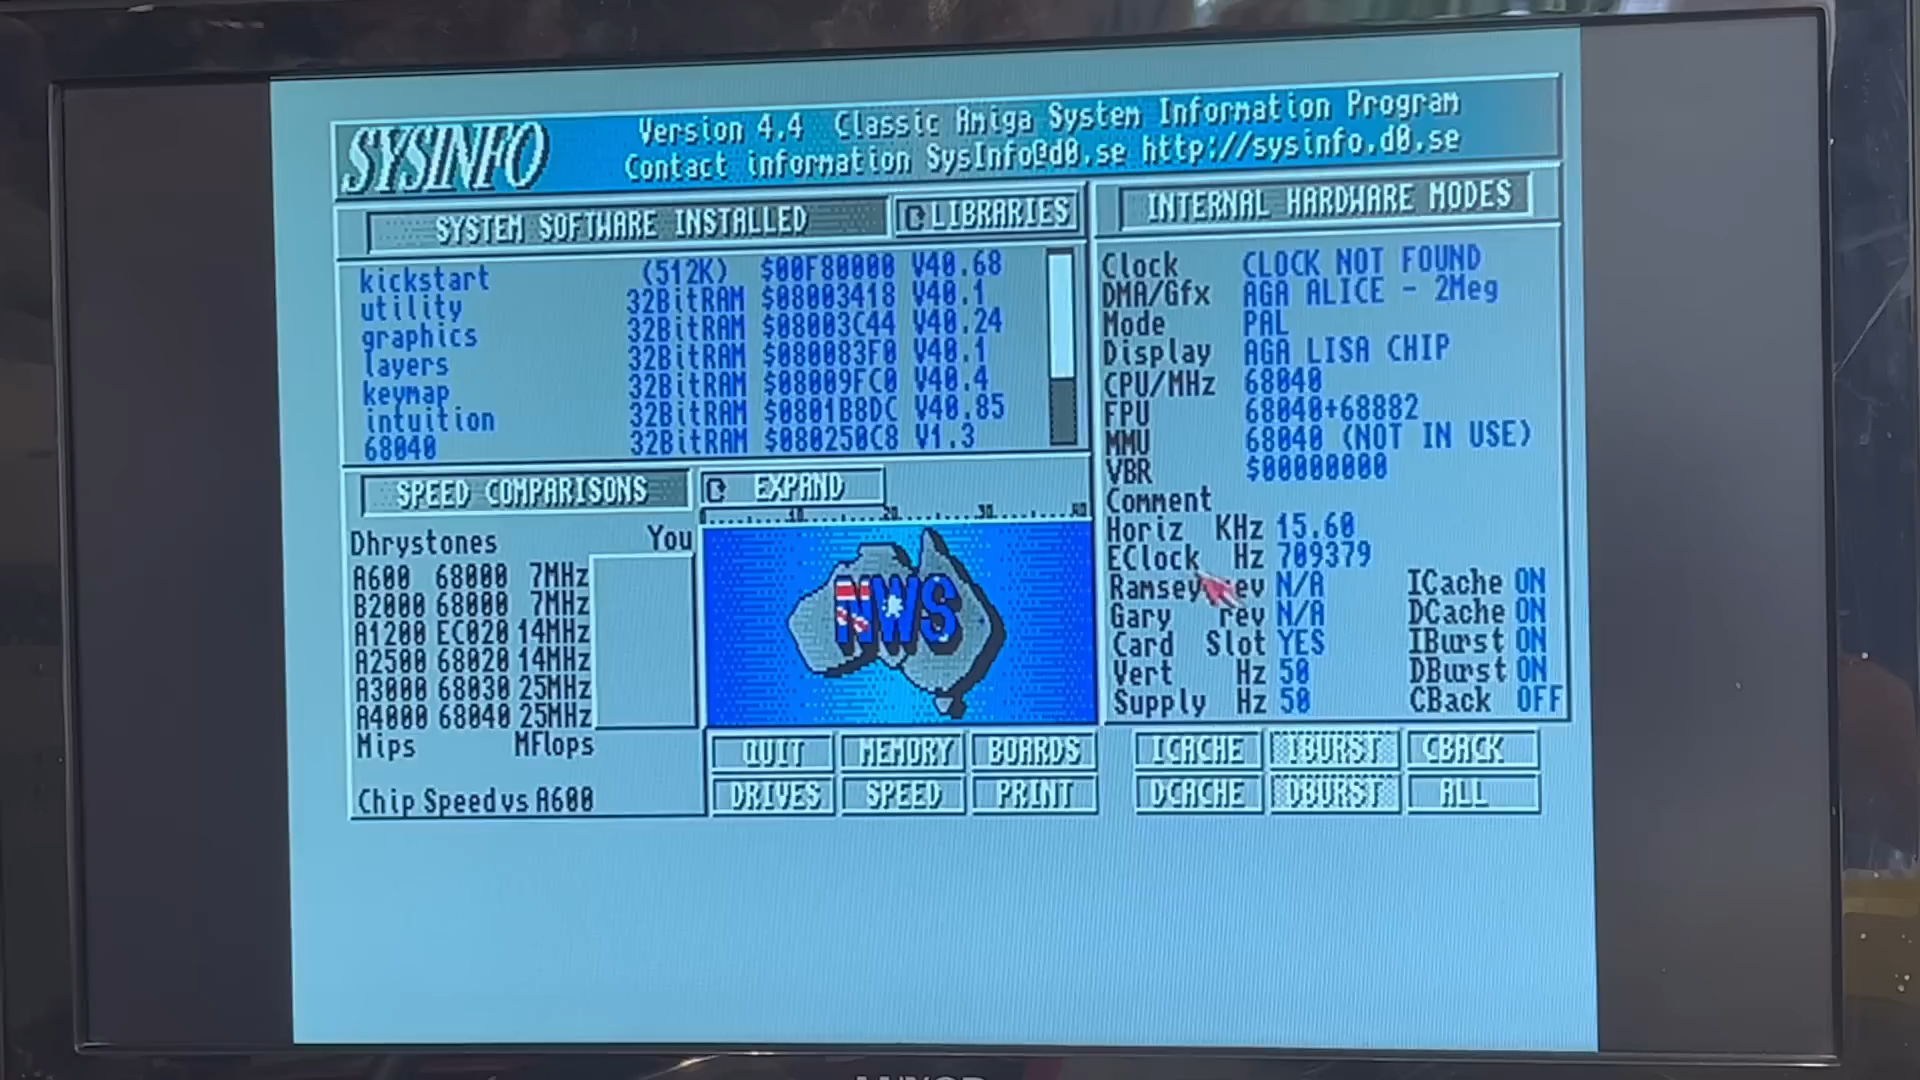 SYSINFO
Version 4.4 Classic Amiga System Information Program
Contact information SysInfo@d0.se http://sysinfo.d0.se
SYSTEM SOFTWARE INSTALLED
LIBRARIES
kickstart (512K) $00F80000 V40.68
utility 32BitRAM $08003418 V40.1
graphics 32BitRAM $08003C44 V40.24
layers 32BitRAM $080083F0 V40.1
keymap 32BitRAM $08009FC0 V40.4
intuition 32BitRAM $0801B8DC V40.85
68040 32BitRAM $080250C8 V1.3
INTERNAL HARDWARE MODES
Clock CLOCK NOT FOUND
DMA/Gfx AGA ALICE - 2Meg
Mode PAL
Display AGA LISA CHIP
CPU/MHz 68040
FPU 68040+68882
MMU 68040 (NOT IN USE)
VBR $00000000
Comment
Horiz KHz 15.60
EClock Hz 709379
Ramsey rev N/A ICache ON
Gary rev N/A DCache ON
Card Slot YES IBurst ON
Vert Hz 50 DBurst ON
Supply Hz 50 CBack OFF
SPEED COMPARISONS
EXPAND
10 20 30 40
Dhrystones You
A600 68000 7MHz
B2000 68000 7MHz
A1200 EC020 14MHz
A2500 68020 14MHz
A3000 68030 25MHz
A4000 68040 25MHz
Mips MFlops
Chip Speed vs A600
NWS
QUIT MEMORY BOARDS
DRIVES SPEED PRINT
ICACHE IBURST CBACK
DCACHE DBURST ALL